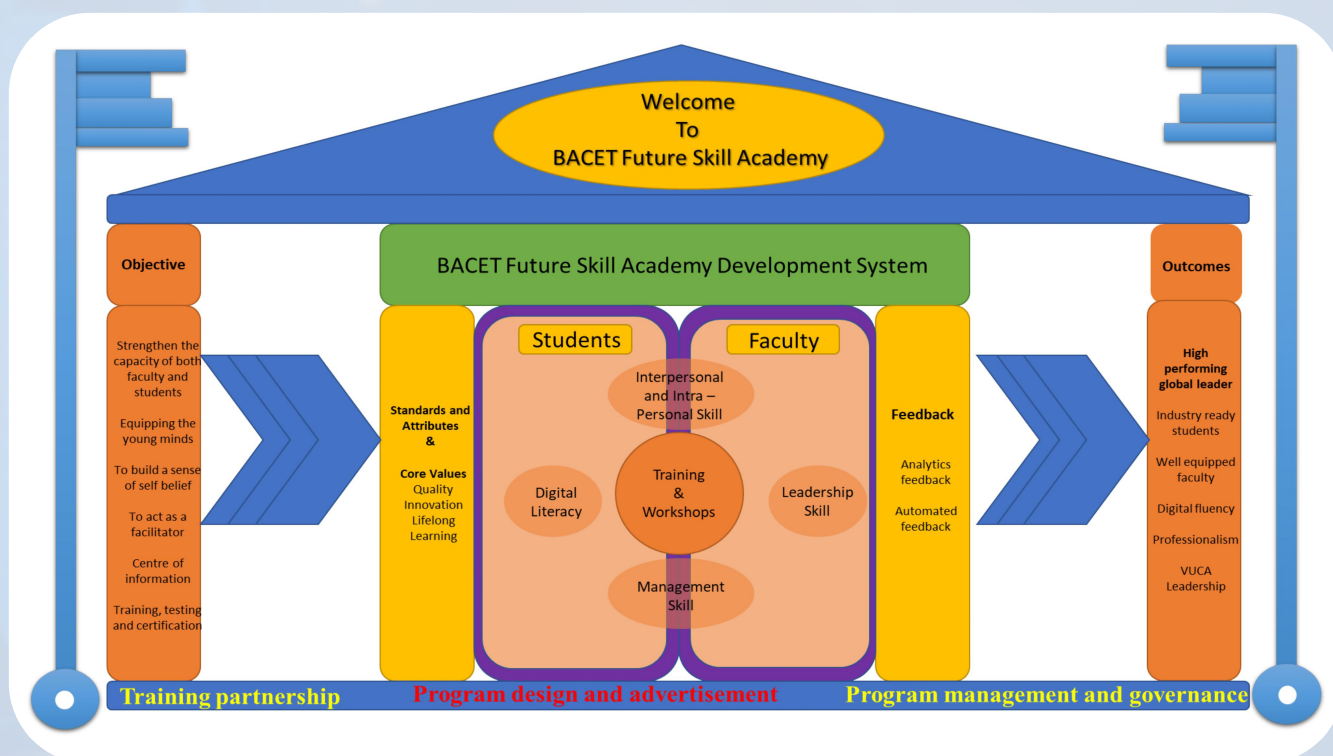 Welcome
To
BACET Future Skill Academy
Objective
Strengthen the
capacity of both
faculty and
students
Equipping the
young minds
To build a sense
of self belief
To act as a
facilitator
Centre of
information
Training, testing
and certification
BACET Future Skill Academy Development System
Standards and
Attributes
&
Core Values
Quality
Innovation
Lifelong
Learning
Students
Faculty
Interpersonal
and Intra –
Personal Skill
Digital
Literacy
Training
&
Workshops
Leadership
Skill
Management
Skill
Feedback
Analytics
feedback
Automated
feedback
Outcomes
High
performing
global leader
Industry ready
students
Well equipped
faculty
Digital fluency
Professionalism
VUCA
Leadership
Training partnership
Program design and advertisement
Program management and governance